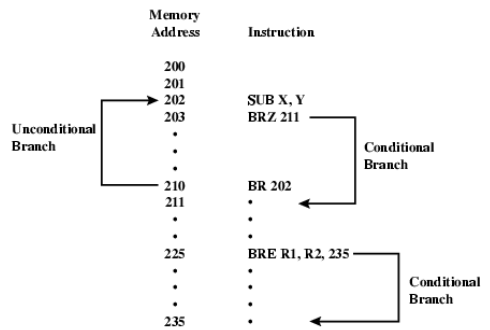 Memory
Address Instruction
200
201
202 SUB X, Y
203 BRZ 211
Unconditional
Branch
Conditional
Branch
210 BR 202
211
225 BRE R1, R2, 235
Conditional
Branch
235